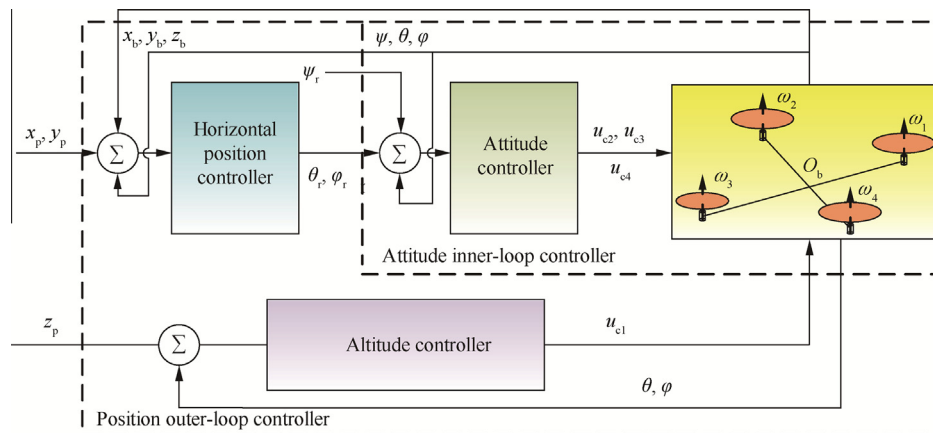 x_b, y_b, z_b
ψ, θ, φ
ψ_r
x_p, y_p
Σ
Horizontal
position
controller
θ_r, φ_r
Σ
Attitude
controller
u_c2, u_c3
u_c4
ω_2
ω_1
O_b
ω_3
ω_4
Attitude inner-loop controller
z_p
Σ
Altitude controller
u_c1
θ, φ
Position outer-loop controller